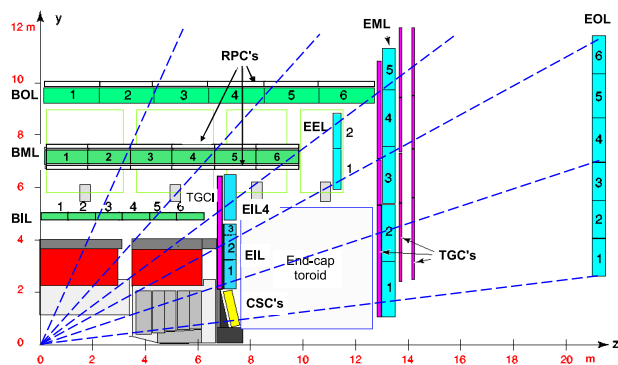 12 m
y
EML
EOL
RPC's
10
BOL
1 2 3 4 5 6
8
BML
1 2 3 4 5 6
EEL
2
1
6
BIL
1 2 3 4 5 6
TGCI
EIL4
4
3
2
1
EIL
End-cap
toroid
TGC's
2
CSC's
0
5
4
3
2
1
6
5
4
3
2
1
0 2 4 6 8 10 12 14 16 18 20 m
z